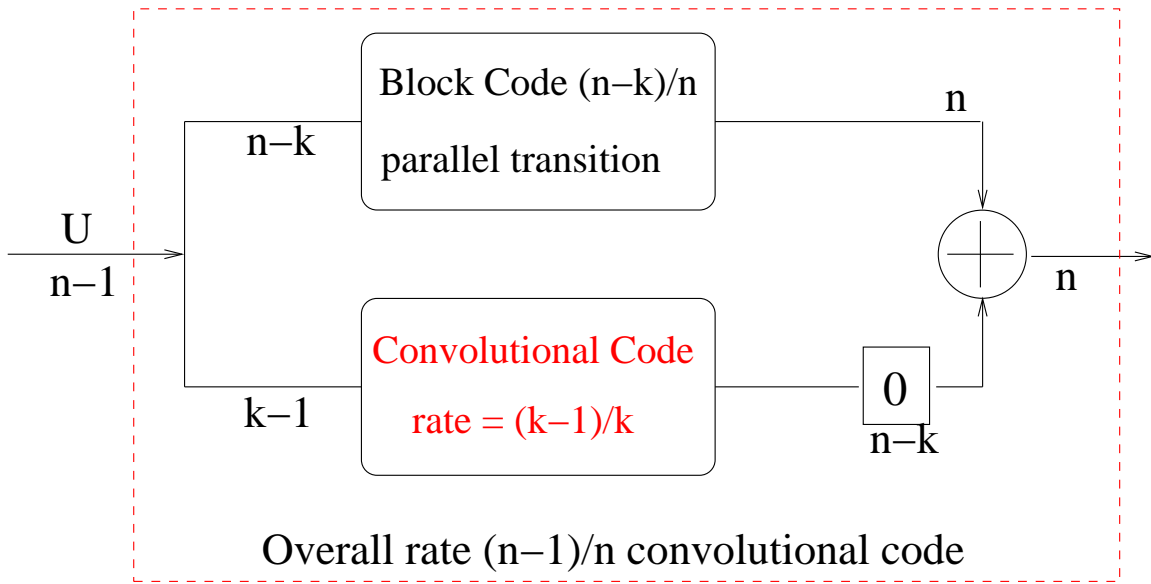 Block Code (n−k)/n
parallel transition
n
n−k
U
n−1
n
Convolutional Code
rate = (k−1)/k
k−1
0
n−k
Overall rate (n−1)/n convolutional code